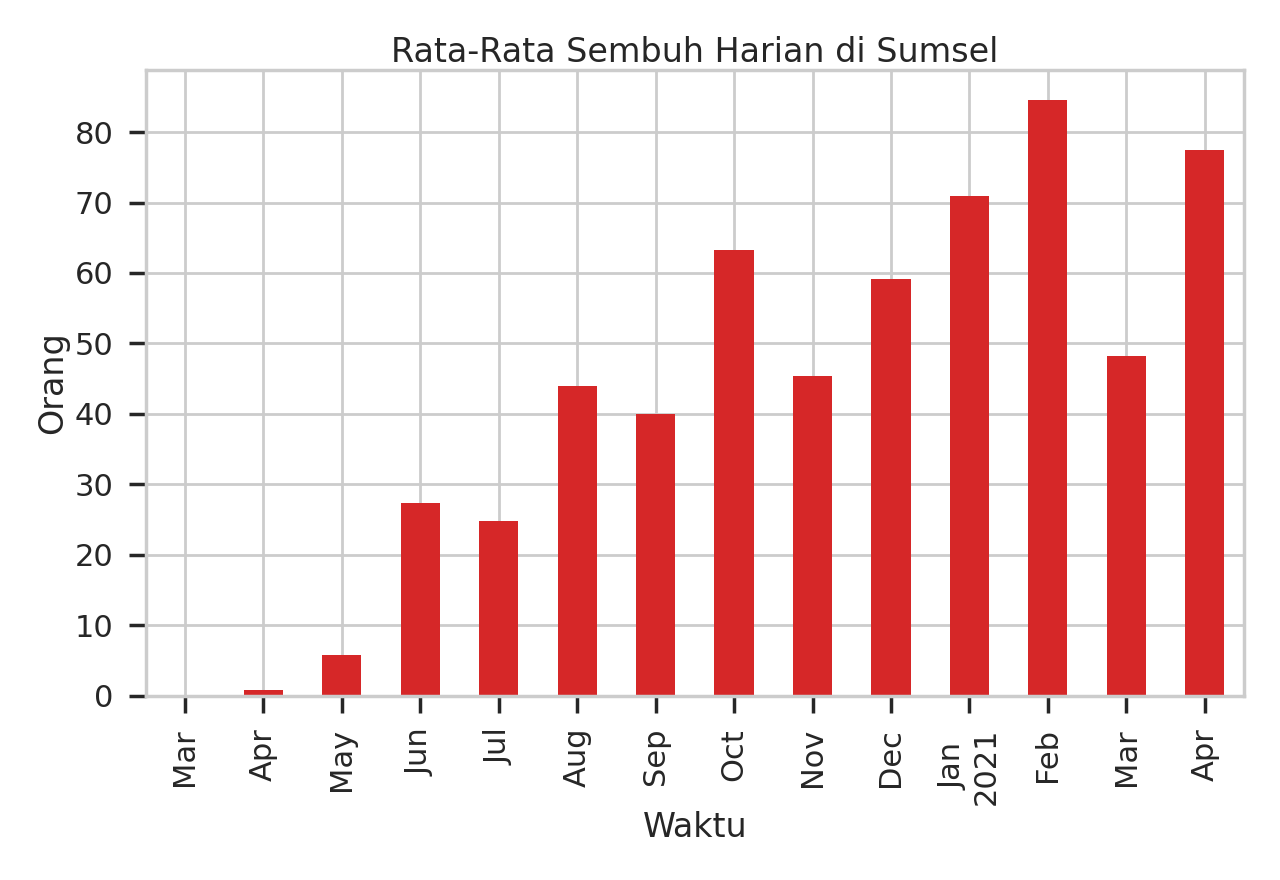 Rata-Rata Sembuh Harian di Sumsel
Orang
80
70
60
50
40
30
20
10
0
Mar
Apr
May
Jun
Jul
Aug
Sep
Oct
Nov
Dec
Jan
2021
Feb
Mar
Apr
Waktu